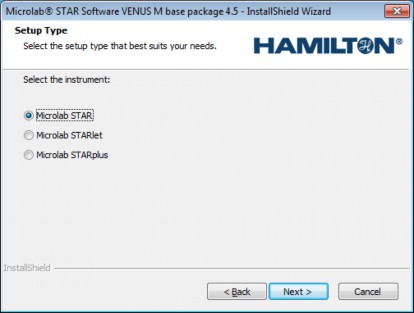 Microlab® STAR Software VENUS M base package 4.5 - InstallShield Wizard
Setup Type
Select the setup type that best suits your needs.
HAMILTON®
Select the instrument:
Microlab STAR
Microlab STARlet
Microlab STARplus
InstallShield
< Back
Next >
Cancel